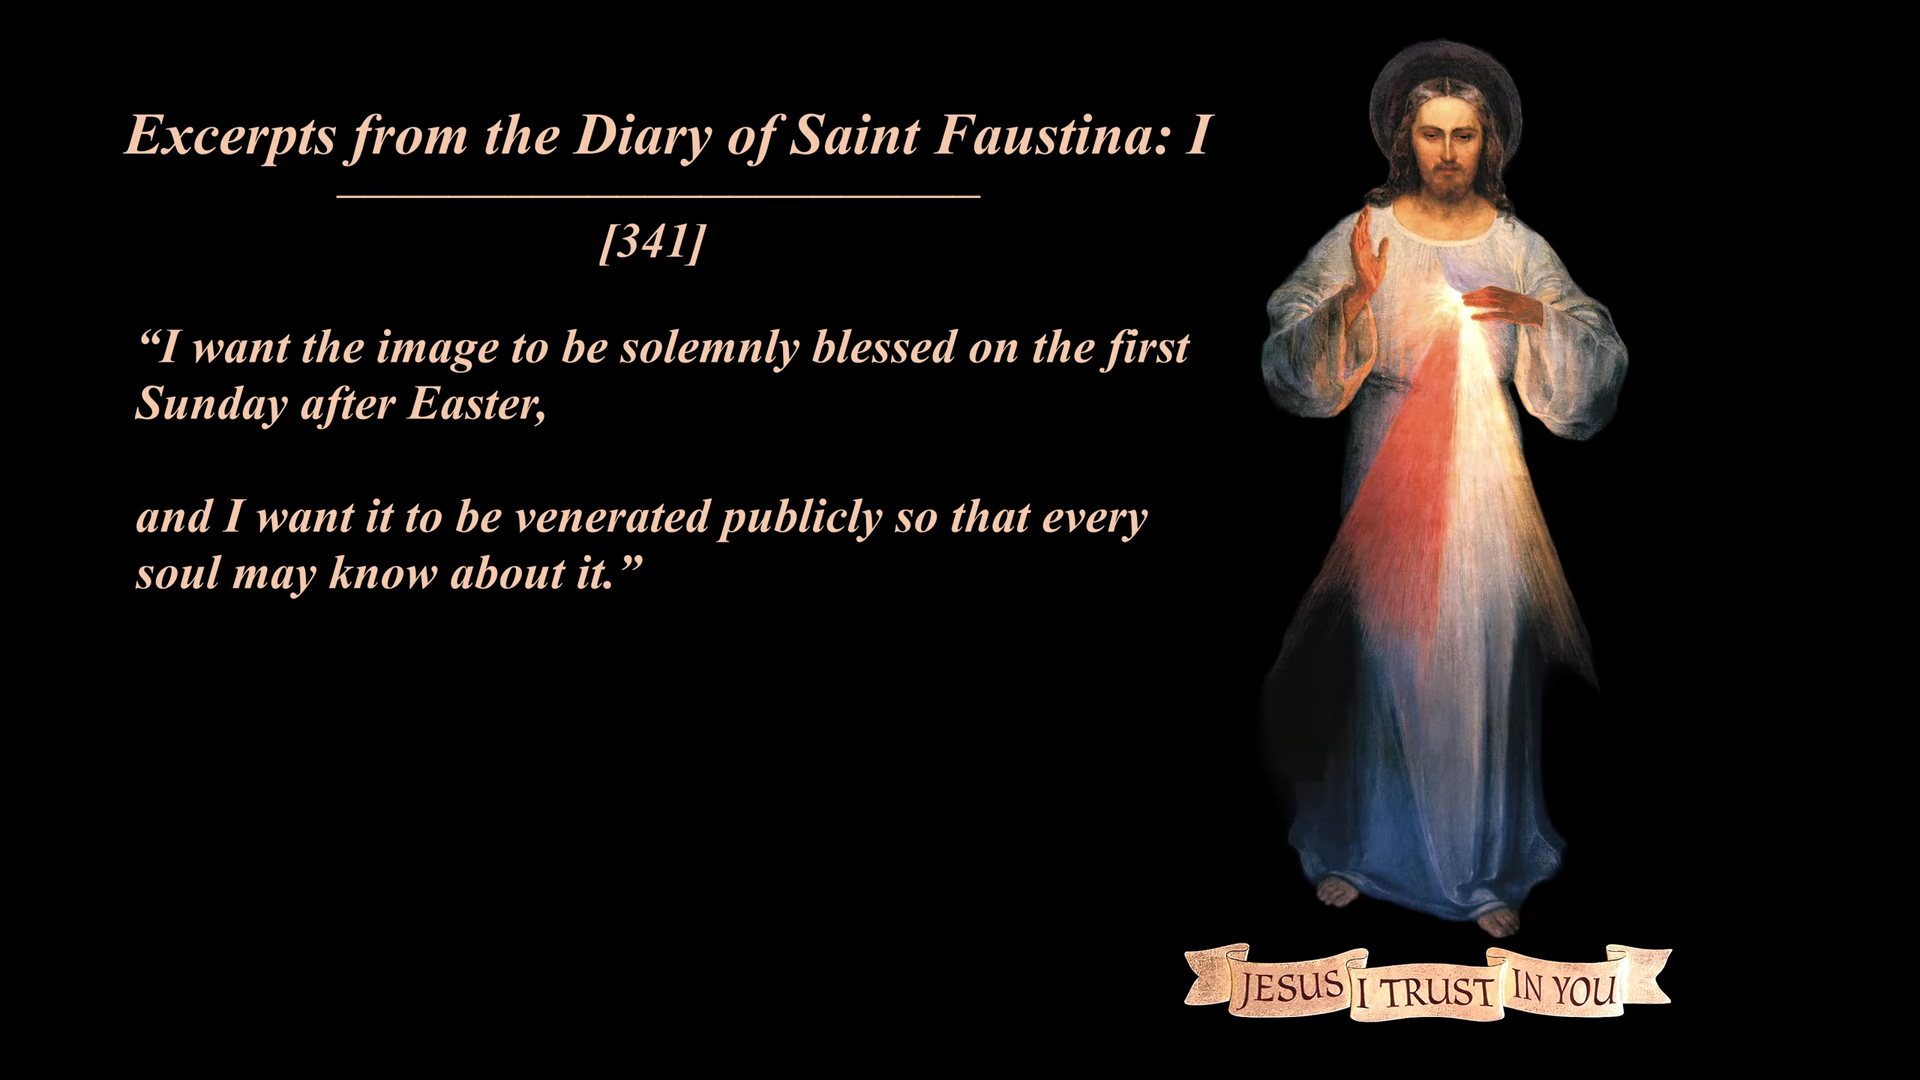 Excerpts from the Diary of Saint Faustina: I
[341]
“I want the image to be solemnly blessed on the first
Sunday after Easter,
and I want it to be venerated publicly so that every
soul may know about it.”
JESUS I TRUST IN YOU